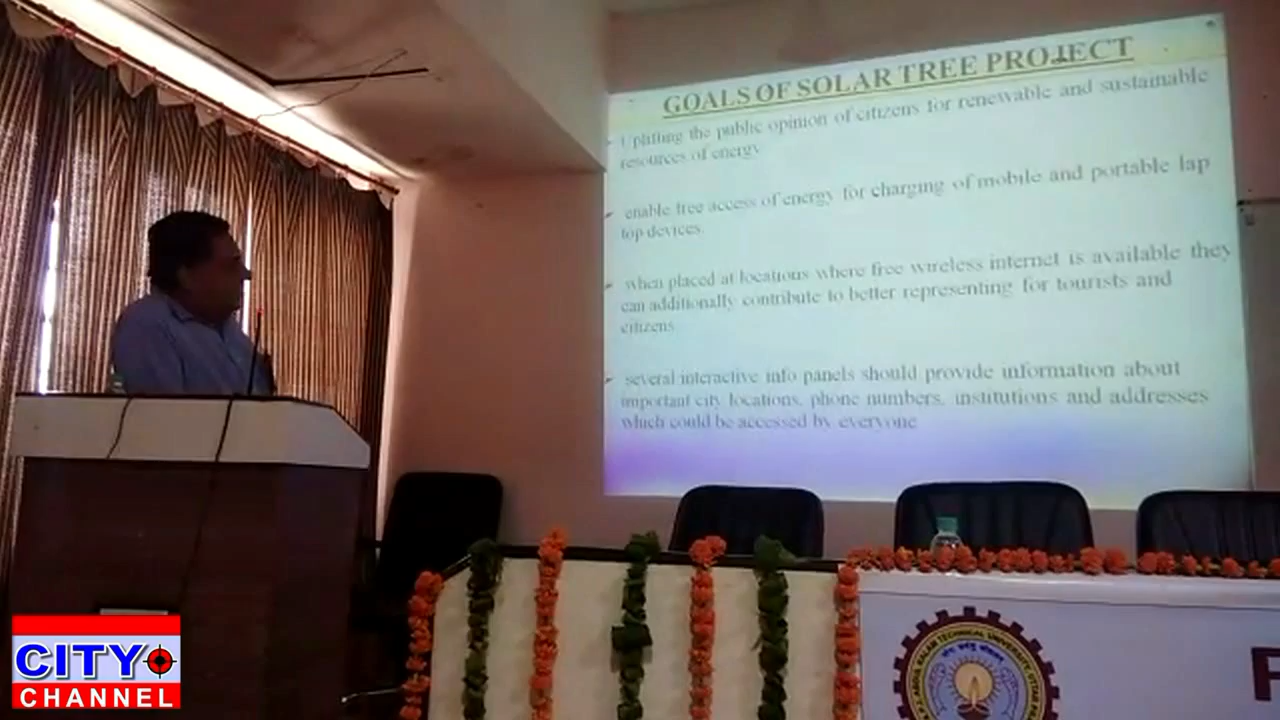 GOALS OF SOLAR TREE PROJECT
Uplifting the public opinion of citizens for renewable and sustainable
resources of energy
enable free access of energy for charging of mobile and portable lap
top devices.
when placed at locations where free wireless internet is available they
can additionally contribute to better representing for tourists and
citizens
several interactive info panels should provide information about
important city locations, phone numbers, institutions and addresses
which could be accessed by everyone
KALAM TECHNICAL UNIVERSITY
CITY
CHANNEL